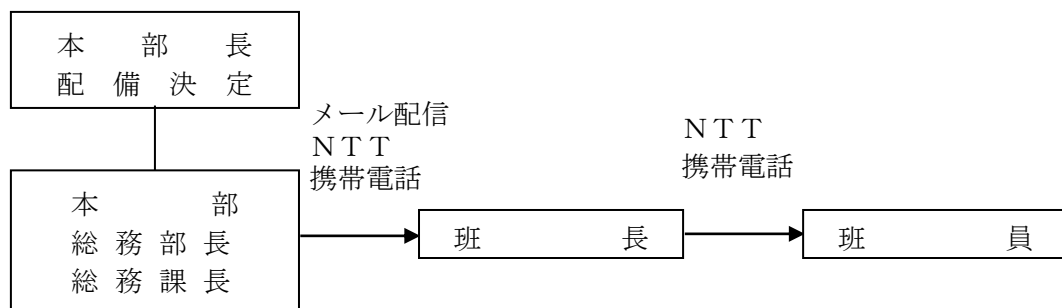 本部長
配備決定
メール配信
ＮＴＴ
携帯電話
ＮＴＴ
携帯電話
本部
総務部長
総務課長
班長
班員